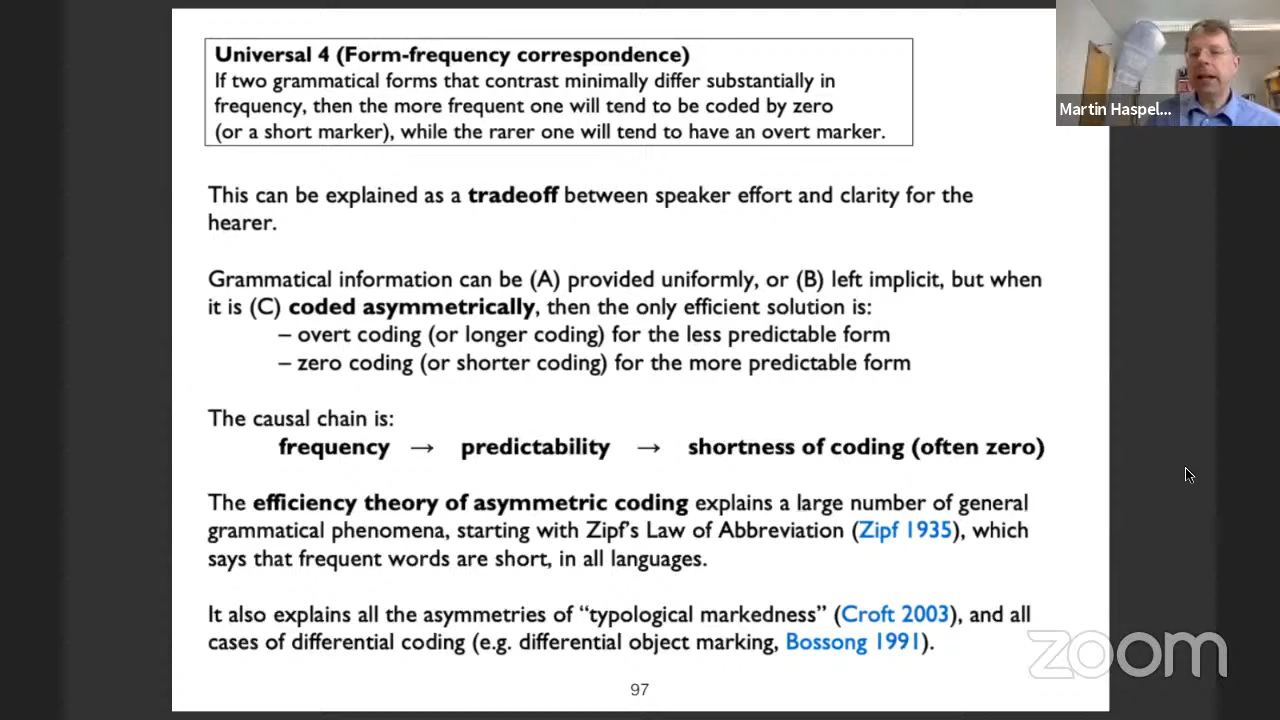 Universal 4 (Form-frequency correspondence)
If two grammatical forms that contrast minimally differ substantially in
frequency, then the more frequent one will tend to be coded by zero
(or a short marker), while the rarer one will tend to have an overt marker.
Martin Haspel...
This can be explained as a tradeoff between speaker effort and clarity for the
hearer.
Grammatical information can be (A) provided uniformly, or (B) left implicit, but when
it is (C) coded asymmetrically, then the only efficient solution is:
– overt coding (or longer coding) for the less predictable form
– zero coding (or shorter coding) for the more predictable form
The causal chain is:
frequency → predictability → shortness of coding (often zero)
The efficiency theory of asymmetric coding explains a large number of general
grammatical phenomena, starting with Zipf's Law of Abbreviation (Zipf 1935), which
says that frequent words are short, in all languages.
It also explains all the asymmetries of “typological markedness” (Croft 2003), and all
cases of differential coding (e.g. differential object marking, Bossong 1991).
zoom
97